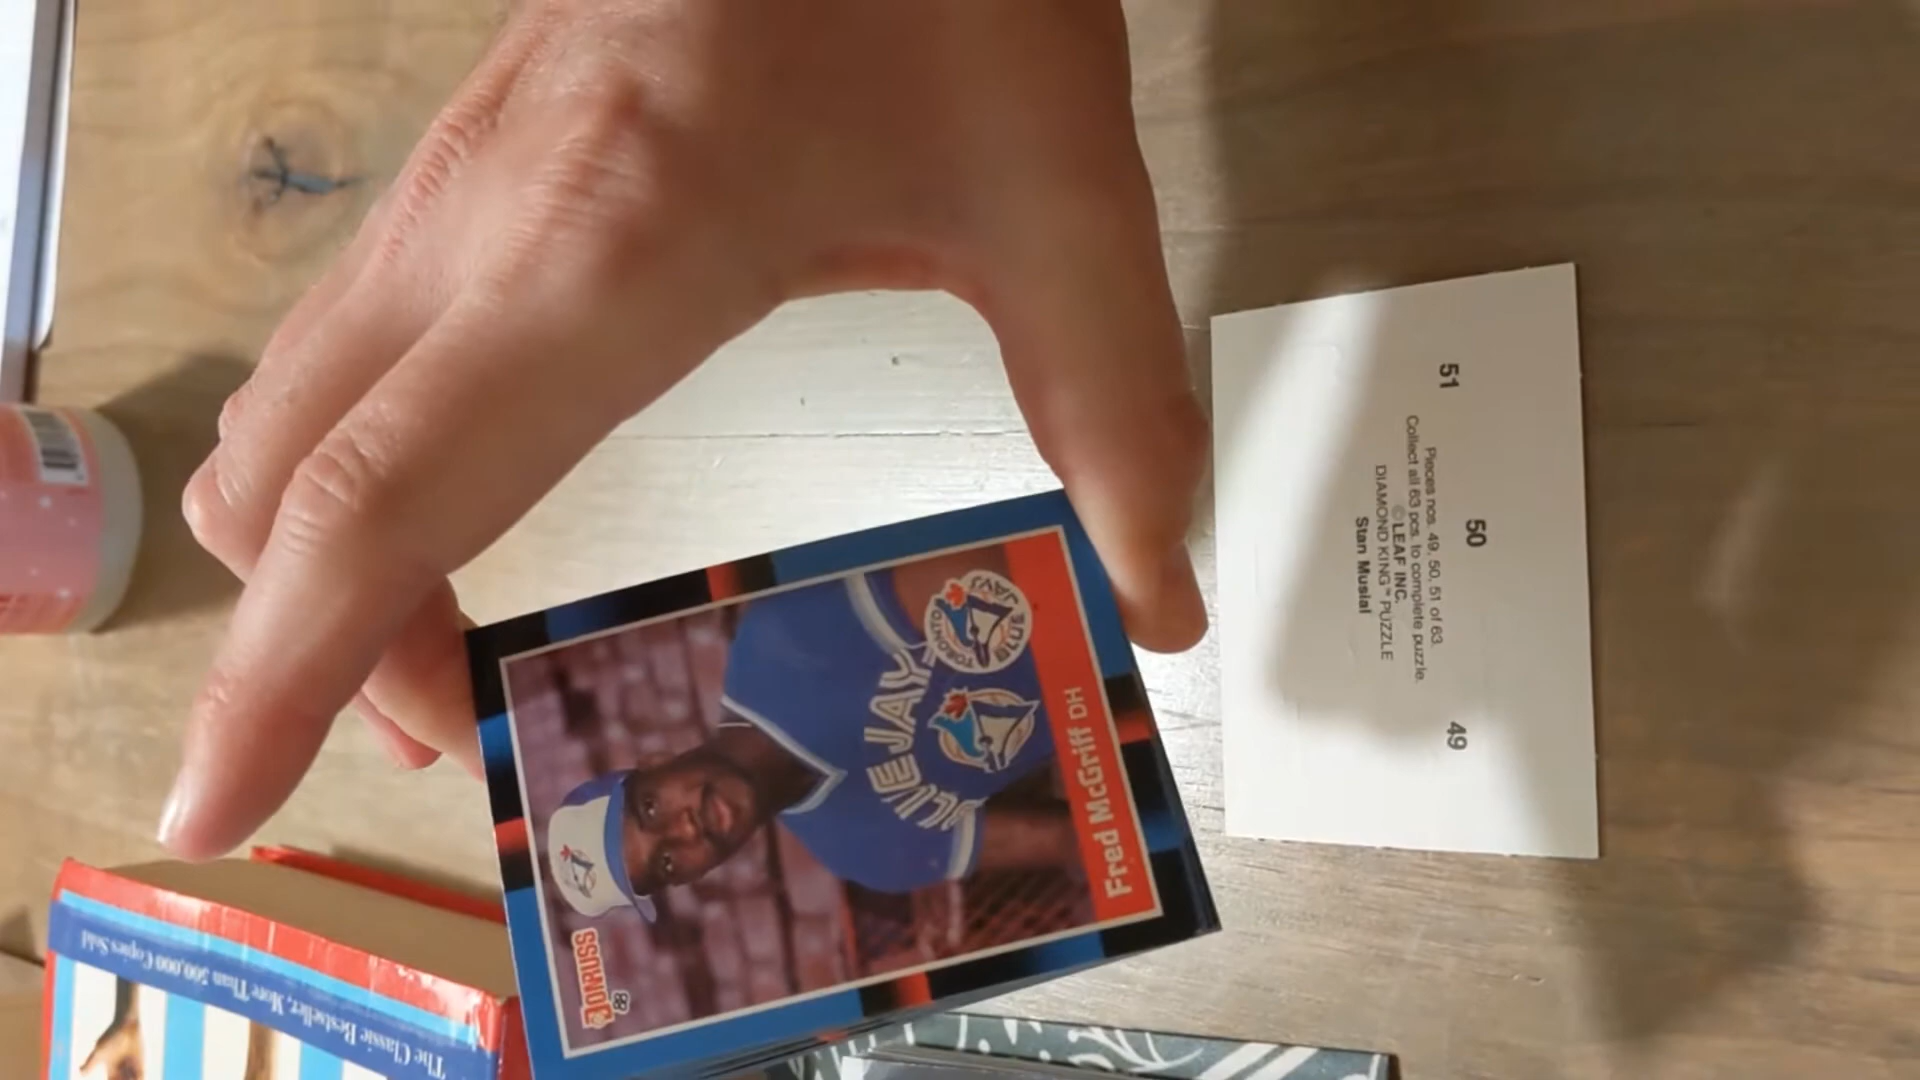 DONRUSS
88
BLUE JAYS
TORONTO
BLUE JAYS
Fred McGriff DH
51
50
49
Pieces nos. 49, 50, 51 of 63.
Collect all 63 pcs. to complete puzzle.
© LEAF INC.
DIAMOND KING™ PUZZLE
Stan Musial
The Classic Bestseller, More Than 500,000 Copies Sold